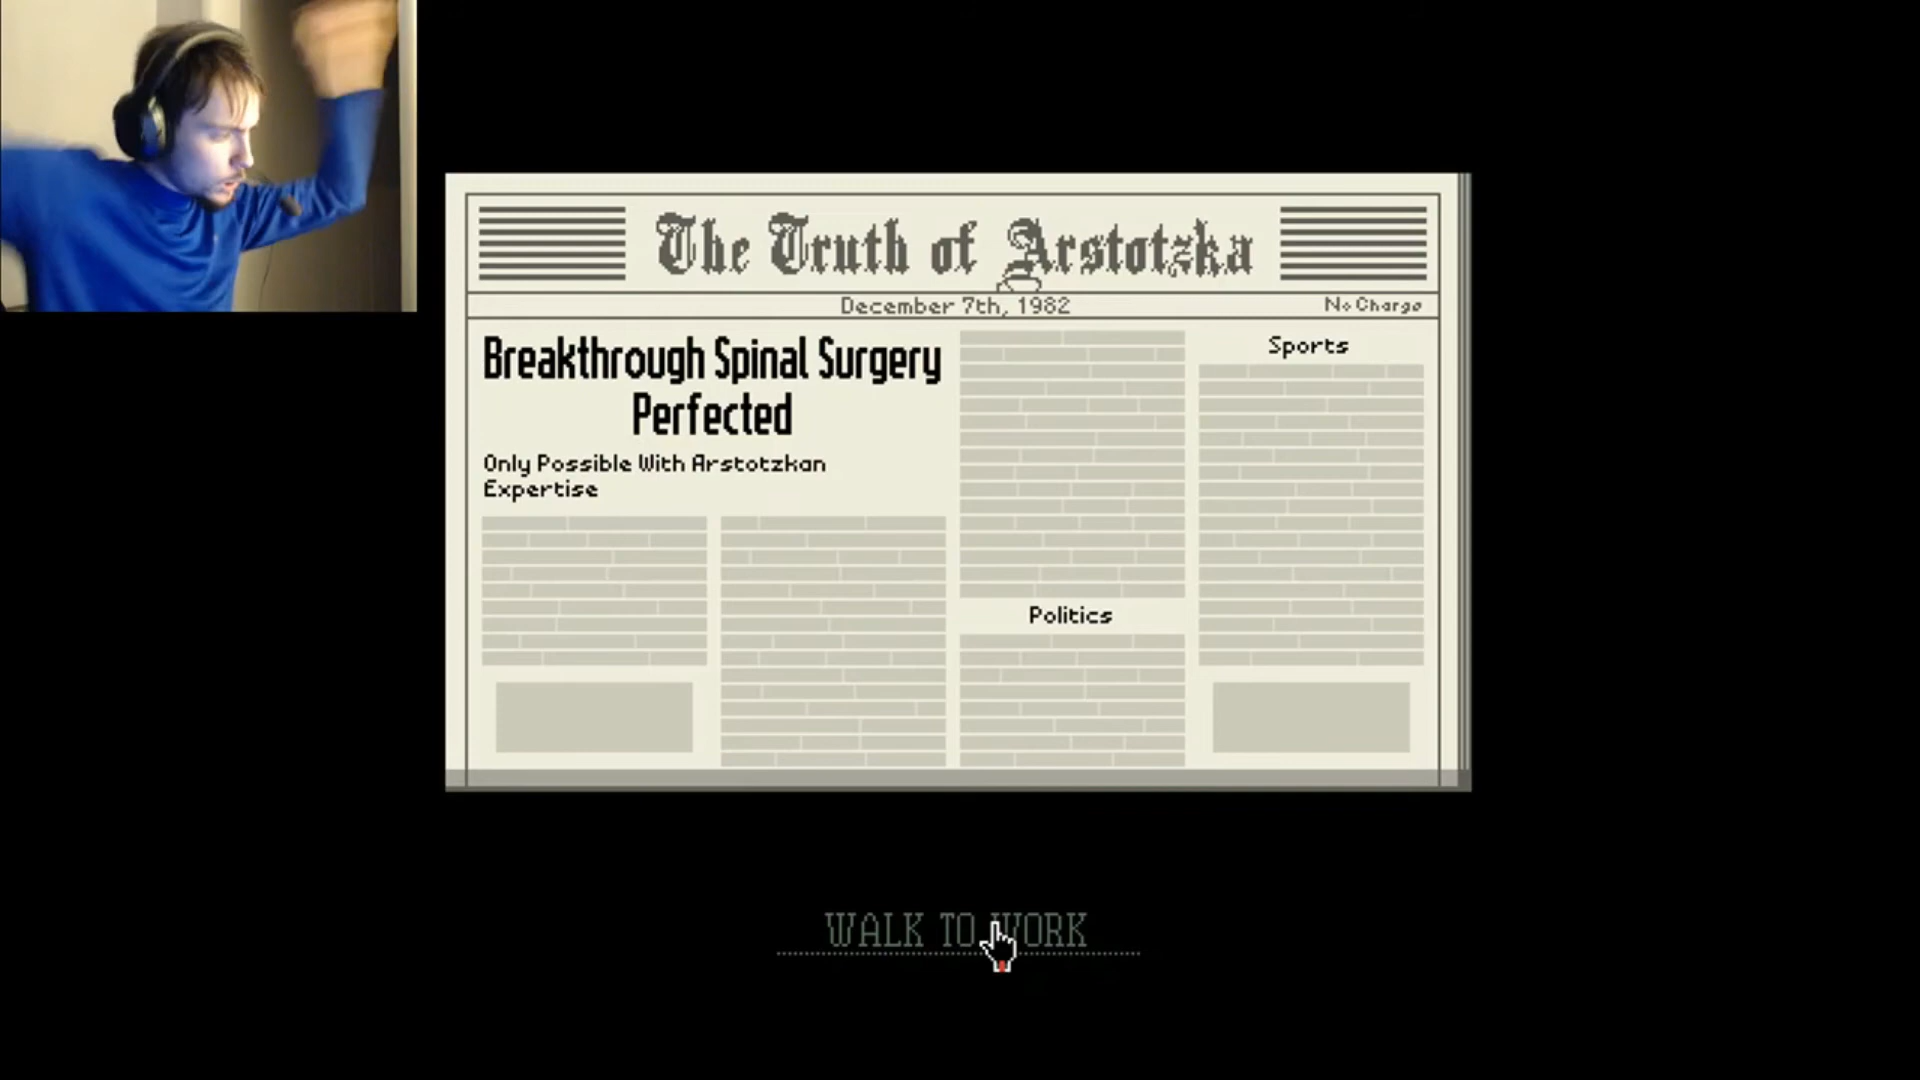 The Truth of Arstotzka
December 7th, 1982
No Charge
Breakthrough Spinal Surgery
Perfected
Only Possible With Arstotzkan
Expertise
Sports
Politics
WALK TO WORK